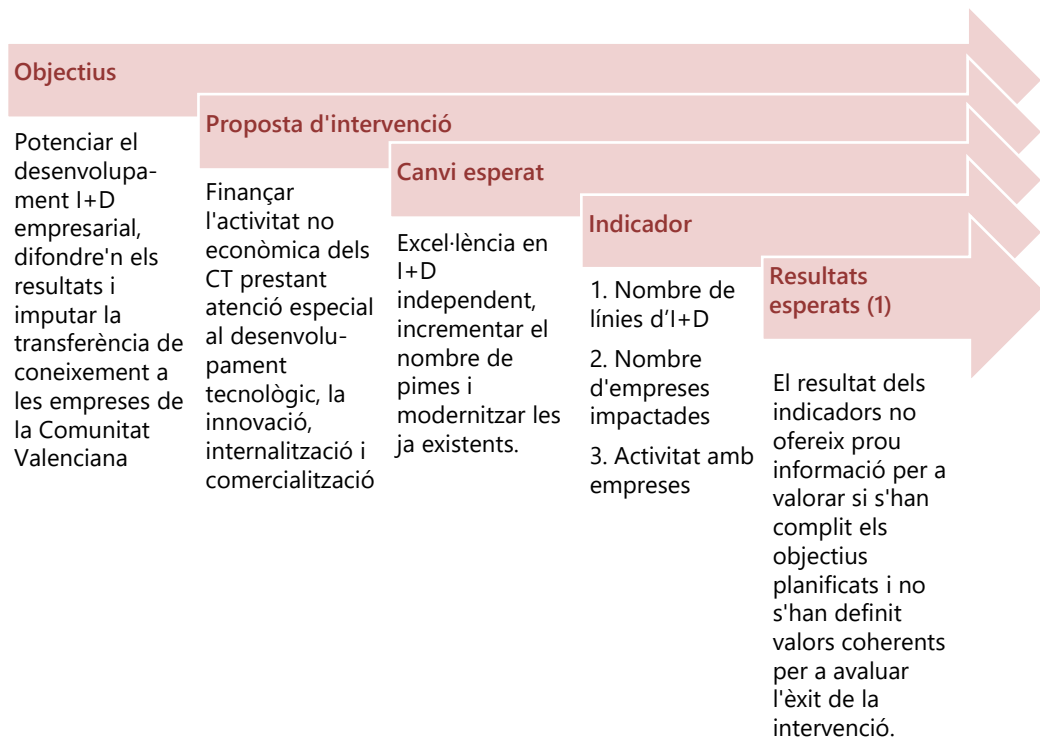 Objectius
Potenciar el
desenvolupa-
ment I+D
empresarial,
difondre'n els
resultats i
imputar la
transferència de
coneixement a
les empreses de
la Comunitat
Valenciana
Proposta d'intervenció
Finançar
l'activitat no
econòmica dels
CT prestant
atenció especial
al desenvolu-
pament
tecnològic, la
innovació,
internalització i
comercialització
Canvi esperat
Excel·lència en
I+D
independent,
incrementar el
nombre de
pimes i
modernitzar les
ja existents.
Indicador
1. Nombre de
línies d’I+D
2. Nombre
d'empreses
impactades
3. Activitat amb
empreses
Resultats
esperats (1)
El resultat dels
indicadors no
ofereix prou
informació per a
valorar si s'han
complit els
objectius
planificats i no
s'han definit
valors coherents
per a avaluar
l'èxit de la
intervenció.